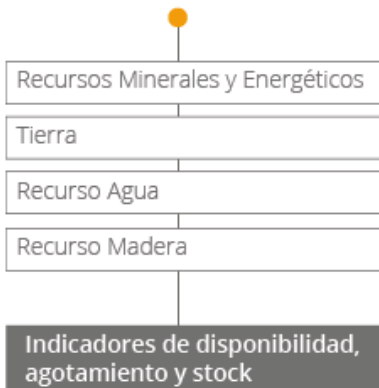 Recursos Minerales y Energéticos
Tierra
Recurso Agua
Recurso Madera
Indicadores de disponibilidad,
agotamiento y stock